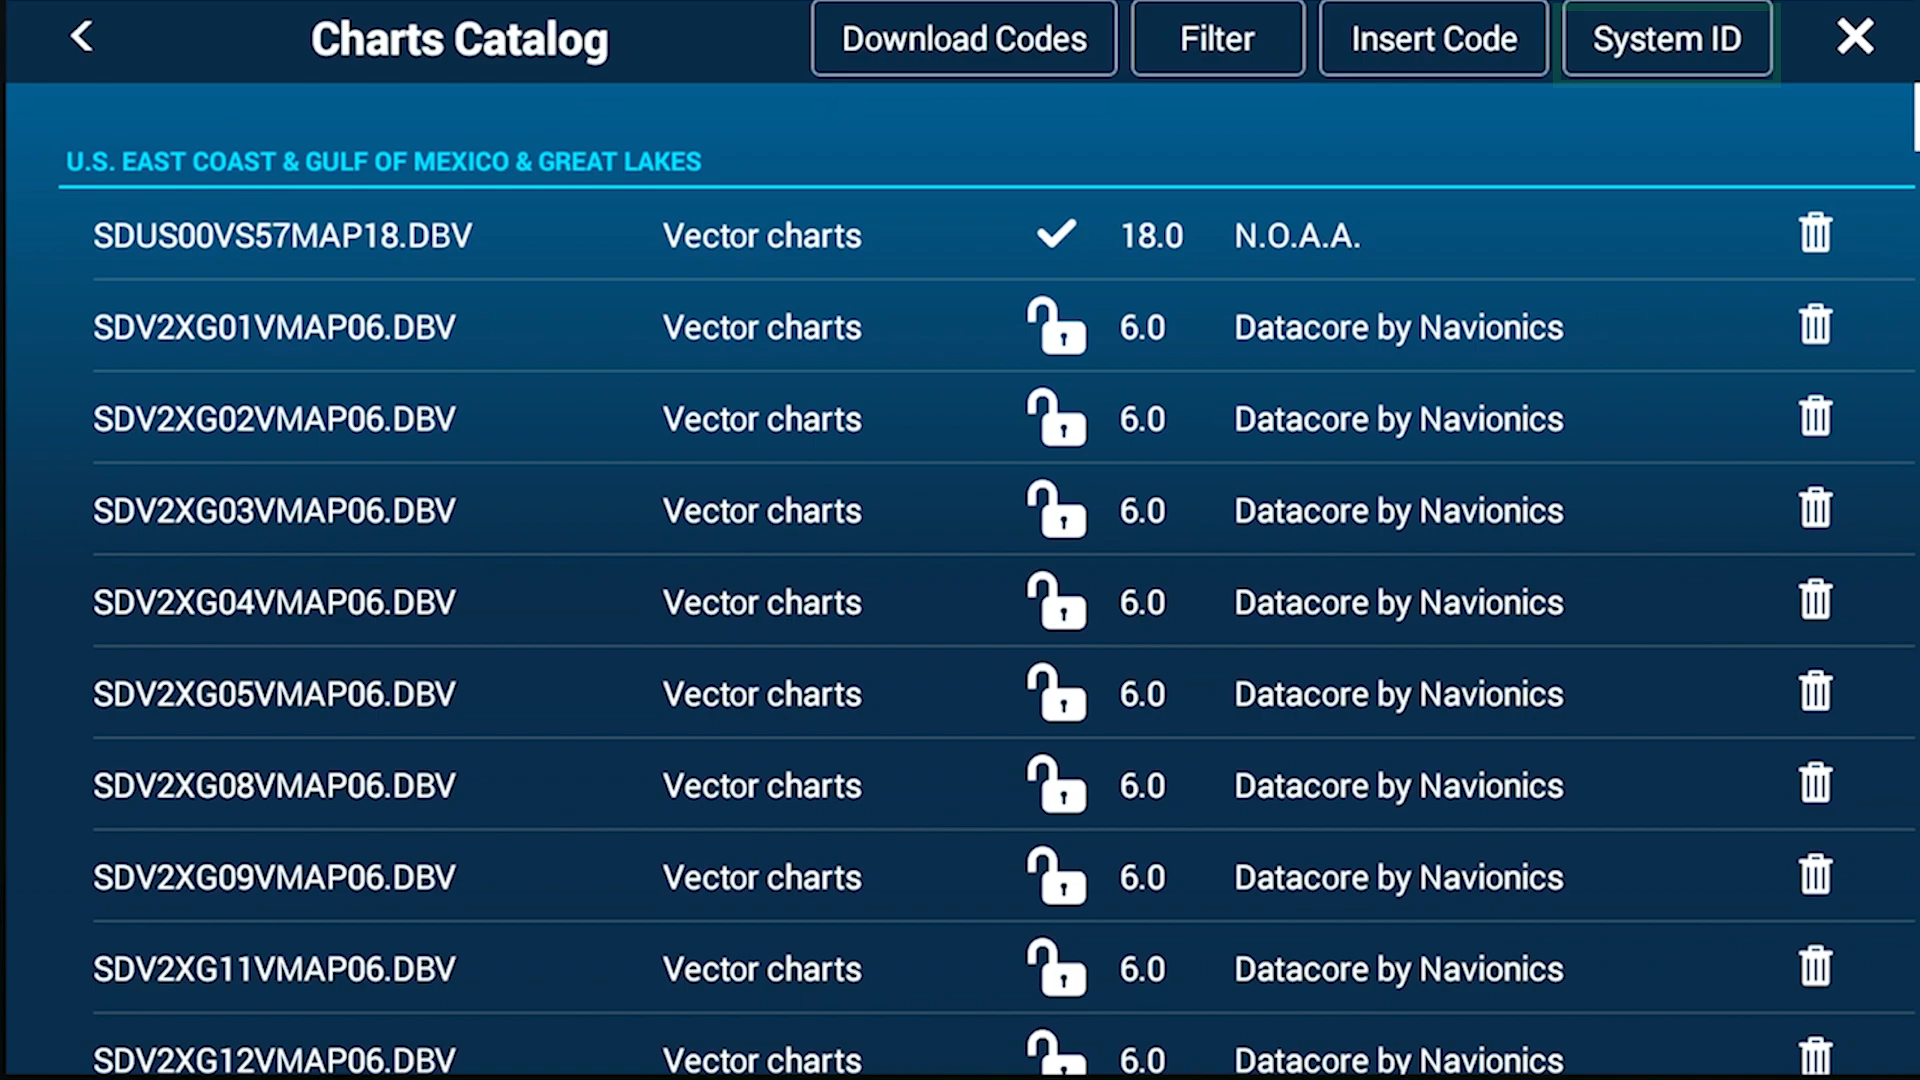 Charts Catalog Download Codes Filter Insert Code System ID
U.S. EAST COAST & GULF OF MEXICO & GREAT LAKES
SDUS00VS57MAP18.DBV Vector charts 18.0 N.O.A.A.
SDV2XG01VMAP06.DBV Vector charts 6.0 Datacore by Navionics
SDV2XG02VMAP06.DBV Vector charts 6.0 Datacore by Navionics
SDV2XG03VMAP06.DBV Vector charts 6.0 Datacore by Navionics
SDV2XG04VMAP06.DBV Vector charts 6.0 Datacore by Navionics
SDV2XG05VMAP06.DBV Vector charts 6.0 Datacore by Navionics
SDV2XG08VMAP06.DBV Vector charts 6.0 Datacore by Navionics
SDV2XG09VMAP06.DBV Vector charts 6.0 Datacore by Navionics
SDV2XG11VMAP06.DBV Vector charts 6.0 Datacore by Navionics
SDV2XG12VMAP06.DBV Vector charts 6.0 Datacore by Navionics